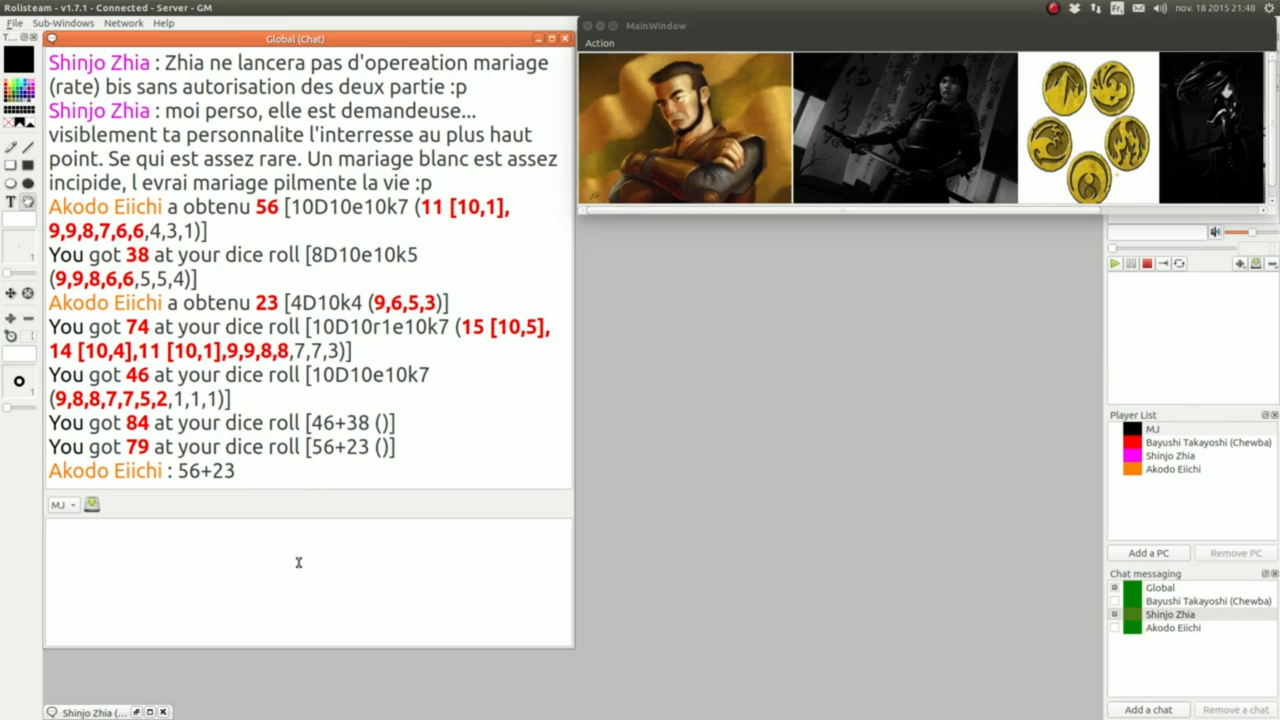 Rolisteam - v1.7.1 - Connected - Server - GM
Fr
nov. 18 2015 21:48
File Sub-Windows Network Help
T...
Global (Chat)
Shinjo Zhia : Zhia ne lancera pas d'opereation mariage
(rate) bis sans autorisation des deux partie :p
Shinjo Zhia : moi perso, elle est demandeuse...
visiblement ta personnalite l'interresse au plus haut
point. Se qui est assez rare. Un mariage blanc est assez
incipide, l evrai mariage pilmente la vie :p
Akodo Eiichi a obtenu 56 [10D10e10k7 (11 [10,1],
9,9,8,7,6,6,4,3,1)]
You got 38 at your dice roll [8D10e10k5
(9,9,8,6,6,5,5,4)]
Akodo Eiichi a obtenu 23 [4D10k4 (9,6,5,3)]
You got 74 at your dice roll [10D10r1e10k7 (15 [10,5],
14 [10,4],11 [10,1],9,9,8,8,7,7,3)]
You got 46 at your dice roll [10D10e10k7
(9,8,8,7,7,5,2,1,1,1)]
You got 84 at your dice roll [46+38 ()]
You got 79 at your dice roll [56+23 ()]
Akodo Eiichi : 56+23
MJ
T
1
1
Shinjo Zhia (...
MainWindow
Action
Player List
MJ
Bayushi Takayoshi (Chewba)
Shinjo Zhia
Akodo Eiichi
Add a PC Remove PC
Chat messaging
Global
Bayushi Takayoshi (Chewba)
Shinjo Zhia
Akodo Eiichi
Add a chat Remove a chat